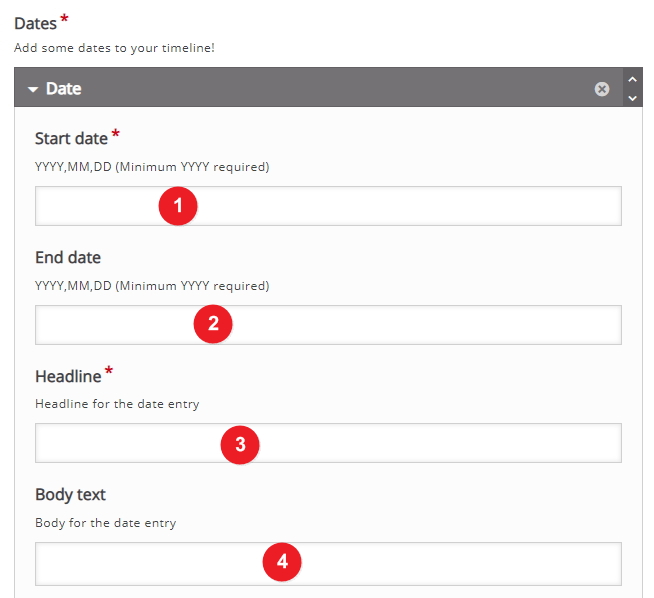 Dates *
Add some dates to your timeline!
Date
Start date *
YYYY,MM,DD (Minimum YYYY required)
1
End date
YYYY,MM,DD (Minimum YYYY required)
2
Headline *
Headline for the date entry
3
Body text
Body for the date entry
4